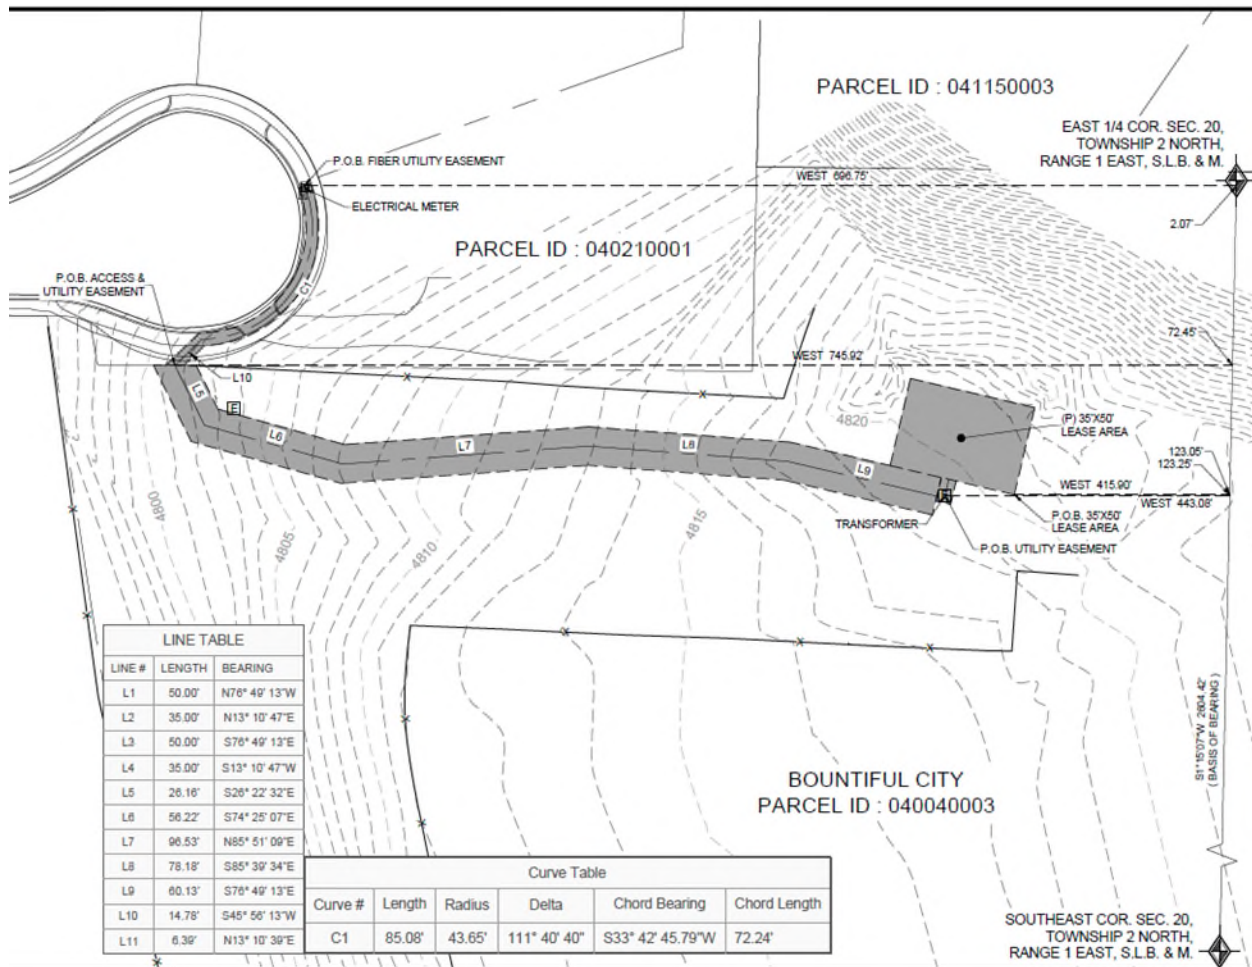 PARCEL ID : 041150003
EAST 1/4 COR. SEC. 20,
TOWNSHIP 2 NORTH,
RANGE 1 EAST, S.L.B. & M.
P.O.B. FIBER UTILITY EASEMENT
WEST 696.75'
ELECTRICAL METER
2.07'
PARCEL ID : 040210001
P.O.B. ACCESS &
UTILITY EASEMENT
C1
72.45'
WEST 745.92'
L10
L5
E
4820
(P) 35'X50'
LEASE AREA
L6
L7
L8
L9
123.05'
123.25'
WEST 415.90'
WEST 443.08'
4800
4805
4810
4815
TRANSFORMER
P.O.B. 35'X50'
LEASE AREA
P.O.B. UTILITY EASEMENT
LINE TABLE
LINE # LENGTH BEARING
L1 50.00' N76° 49' 13"W
L2 35.00' N13° 10' 47"E
L3 50.00' S76° 49' 13"E
L4 35.00' S13° 10' 47"W
L5 26.16' S26° 22' 32"E
L6 56.22' S74° 25' 07"E
L7 96.53' N85° 51' 09"E
L8 78.18' S85° 39' 34"E
L9 60.13' S76° 49' 13"E
L10 14.78' S45° 56' 13"W
L11 6.39' N13° 10' 39"E
S1°15'07"W 2604.42'
( BASIS OF BEARING )
BOUNTIFUL CITY
PARCEL ID : 040040003
Curve Table
Curve # Length Radius Delta Chord Bearing Chord Length
C1 85.08' 43.65' 111° 40' 40" S33° 42' 45.79"W 72.24'
SOUTHEAST COR. SEC. 20,
TOWNSHIP 2 NORTH,
RANGE 1 EAST, S.L.B. & M.